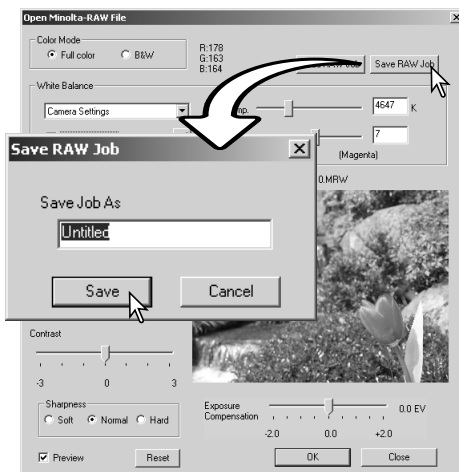 Open Minolta-RAW File
Color Mode
Full color B&W
R:178
G:163
B:164
Save RAW Job
White Balance
Camera Settings
4647 K
7
(Magenta)
0.MRW
Save RAW Job
Save Job As
Untitled
Save Cancel
Contrast
-3 0 3
Sharpness
Soft Normal Hard
Exposure
Compensation
0.0 EV
-2.0 0.0 +2.0
Preview Reset OK Close